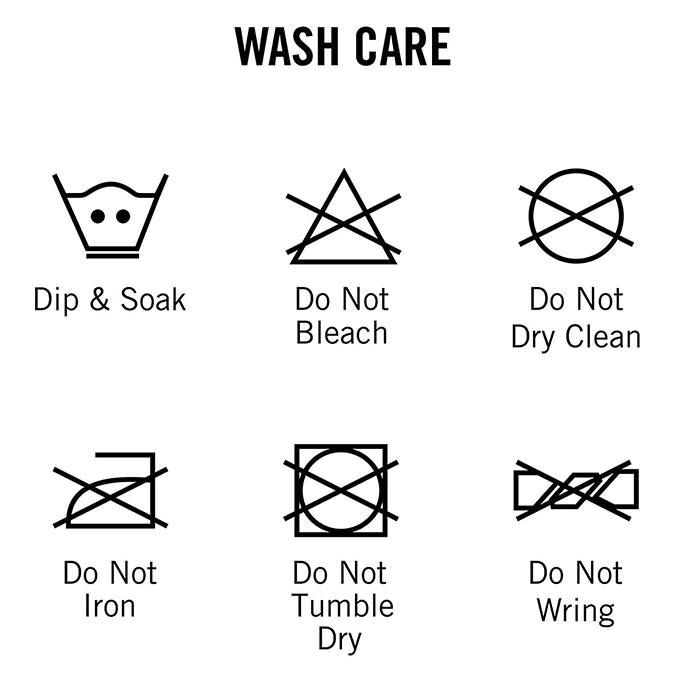 WASH CARE
Dip & Soak
Do Not
Bleach
Do Not
Dry Clean
Do Not
Iron
Do Not
Tumble
Dry
Do Not
Wring